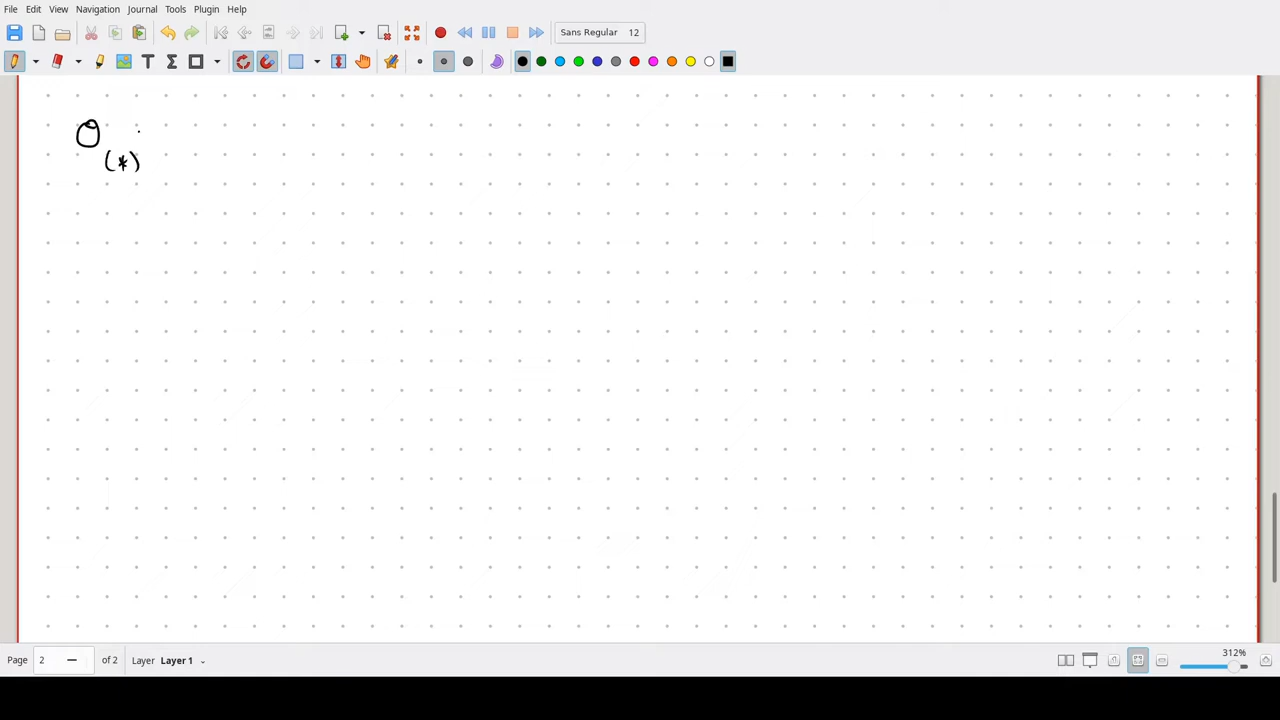 File Edit View Navigation Journal Tools Plugin Help
Sans Regular 12
O
(*)
Page 2 of 2 Layer Layer 1 312%